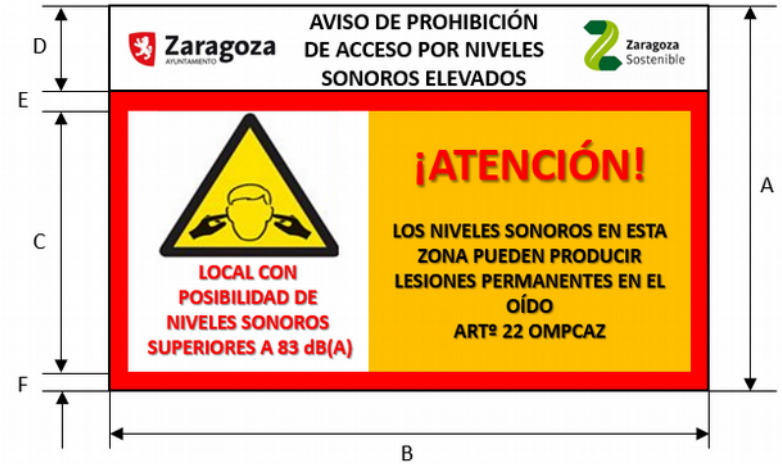 AVISO DE PROHIBICIÓN
DE ACCESO POR NIVELES
SONOROS ELEVADOS
Zaragoza
AYUNTAMIENTO
Zaragoza
Sostenible
D
E
C
F
A
B
LOCAL CON
POSIBILIDAD DE
NIVELES SONOROS
SUPERIORES A 83 dB(A)
¡ATENCIÓN!
LOS NIVELES SONOROS EN ESTA
ZONA PUEDEN PRODUCIR
LESIONES PERMANENTES EN EL
OÍDO
ARTº 22 OMPCAZ